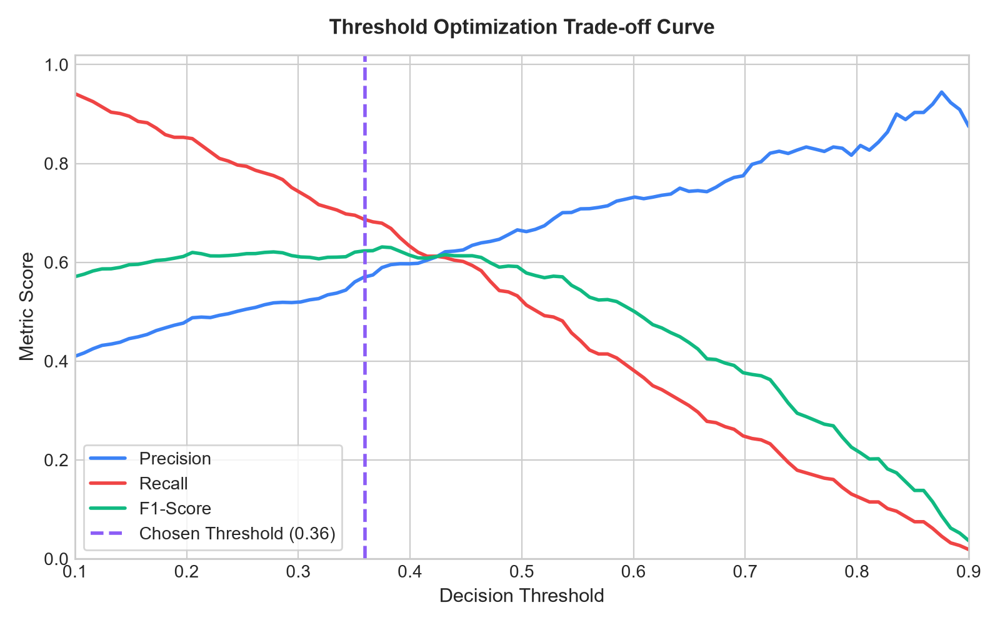 Threshold Optimization Trade-off Curve
Metric Score
1.0
0.8
0.6
0.4
0.2
0.0
Precision
Recall
F1-Score
Chosen Threshold (0.36)
0.1 0.2 0.3 0.4 0.5 0.6 0.7 0.8 0.9
Decision Threshold